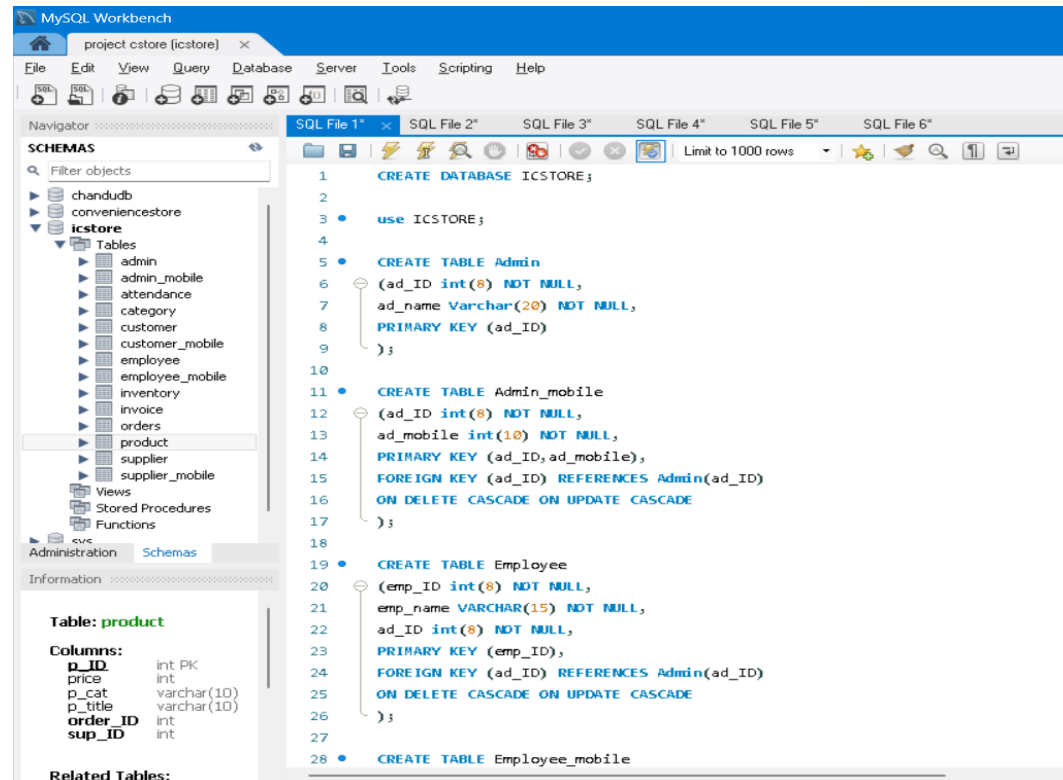 MySQL Workbench
project cstore (icstore) ×
File Edit View Query Database Server Tools Scripting Help
Navigator
SCHEMAS
Filter objects
chandudb
conveniencestore
icstore
Tables
admin
admin_mobile
attendance
category
customer
customer_mobile
employee
employee_mobile
inventory
invoice
orders
product
supplier
supplier_mobile
Views
Stored Procedures
Functions
sys
Administration Schemas
Information
Table: product
Columns:
p_ID int PK
price int
p_cat varchar(10)
p_title varchar(10)
order_ID int
sup_ID int
Related Tables:
SQL File 1* × SQL File 2* SQL File 3* SQL File 4* SQL File 5* SQL File 6*
Limit to 1000 rows
1 CREATE DATABASE ICSTORE;
2
3 use ICSTORE;
4
5 CREATE TABLE Admin
6 (ad_ID int(8) NOT NULL,
7 ad_name Varchar(20) NOT NULL,
8 PRIMARY KEY (ad_ID)
9 );
10
11 CREATE TABLE Admin_mobile
12 (ad_ID int(8) NOT NULL,
13 ad_mobile int(10) NOT NULL,
14 PRIMARY KEY (ad_ID,ad_mobile),
15 FOREIGN KEY (ad_ID) REFERENCES Admin(ad_ID)
16 ON DELETE CASCADE ON UPDATE CASCADE
17 );
18
19 CREATE TABLE Employee
20 (emp_ID int(8) NOT NULL,
21 emp_name VARCHAR(15) NOT NULL,
22 ad_ID int(8) NOT NULL,
23 PRIMARY KEY (emp_ID),
24 FOREIGN KEY (ad_ID) REFERENCES Admin(ad_ID)
25 ON DELETE CASCADE ON UPDATE CASCADE
26 );
27
28 CREATE TABLE Employee_mobile